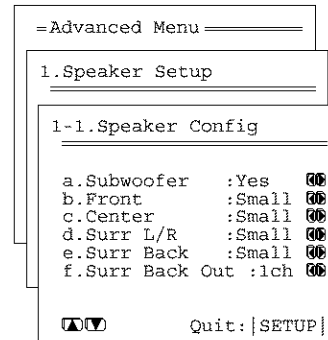 =Advanced Menu
1.Speaker Setup
1-1.Speaker Config
a.Subwoofer :Yes
b.Front :Small
c.Center :Small
d.Surr L/R :Small
e.Surr Back :Small
f.Surr Back Out :1ch
Quit:|SETUP|